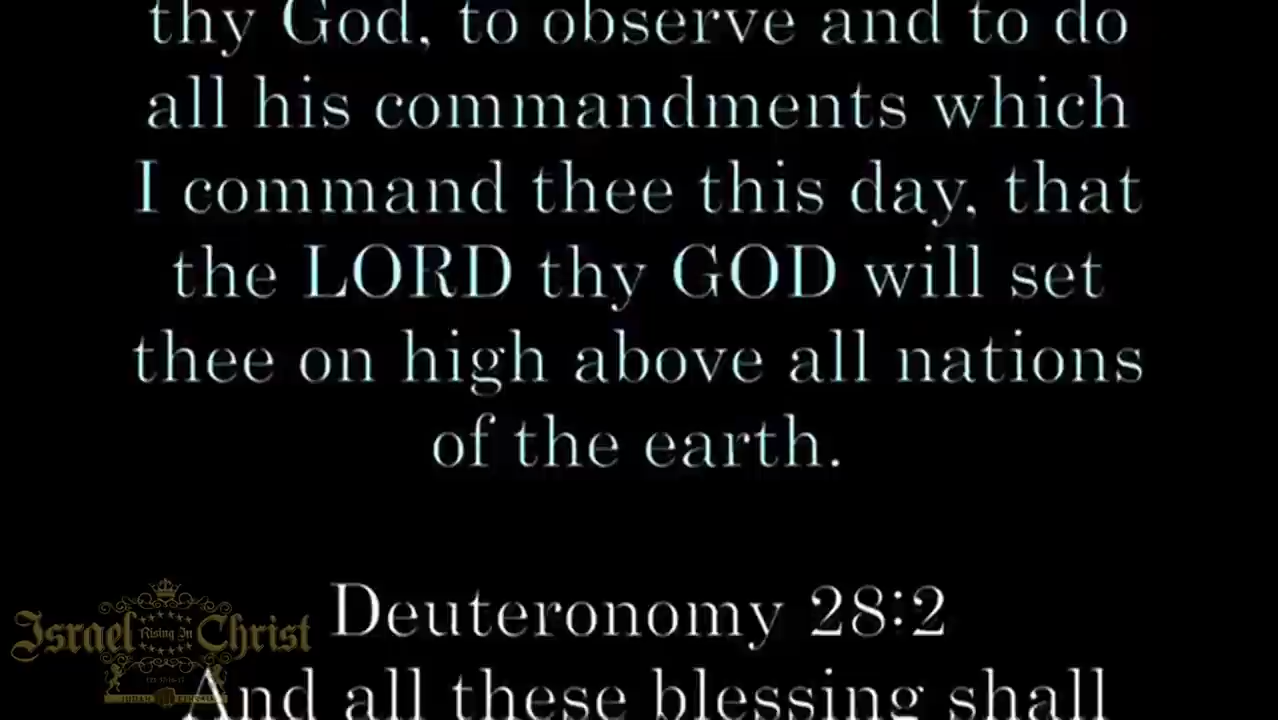 thy God, to observe and to do
all his commandments which
I command thee this day, that
the LORD thy GOD will set
thee on high above all nations
of the earth.
Deuteronomy 28:2
And all these blessing shall
Israel Rising In Christ